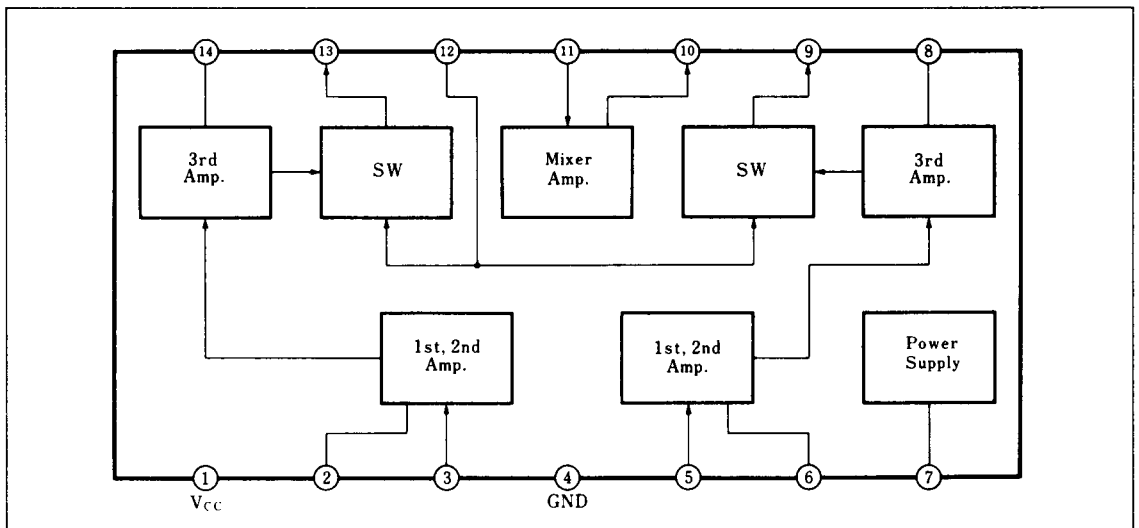 14 13 12 11 10 9 8
3rd
Amp.
SW
Mixer
Amp.
SW
3rd
Amp.
1st, 2nd
Amp.
1st, 2nd
Amp.
Power
Supply
1 2 3 4 5 6 7
VCC GND